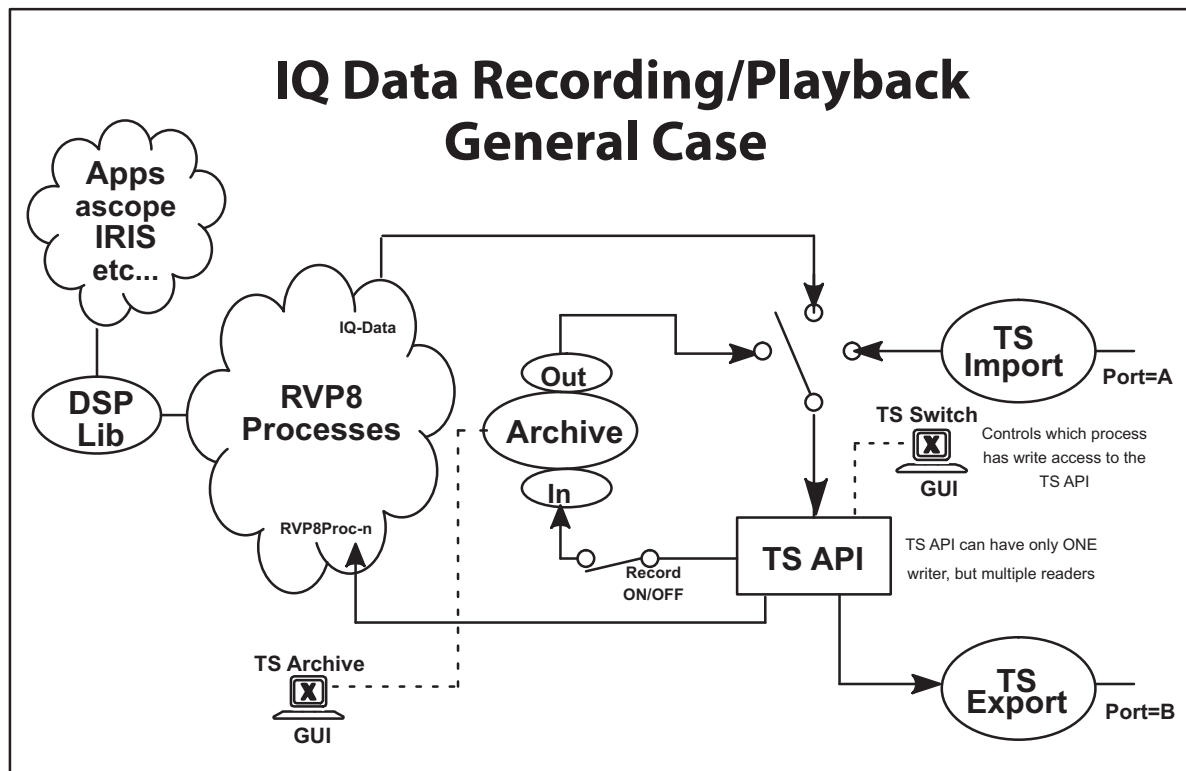 IQ Data Recording/Playback
General Case
Apps
ascope
IRIS
etc...
IQ-Data
DSP
Lib
RVP8
Processes
RVP8Proc-n
Out
Archive
In
Record
ON/OFF
TS
Import
Port=A
TS Switch
X
GUI
Controls which process
has write access to the
TS API
TS API
TS API can have only ONE
writer, but multiple readers
TS Archive
X
GUI
TS
Export
Port=B